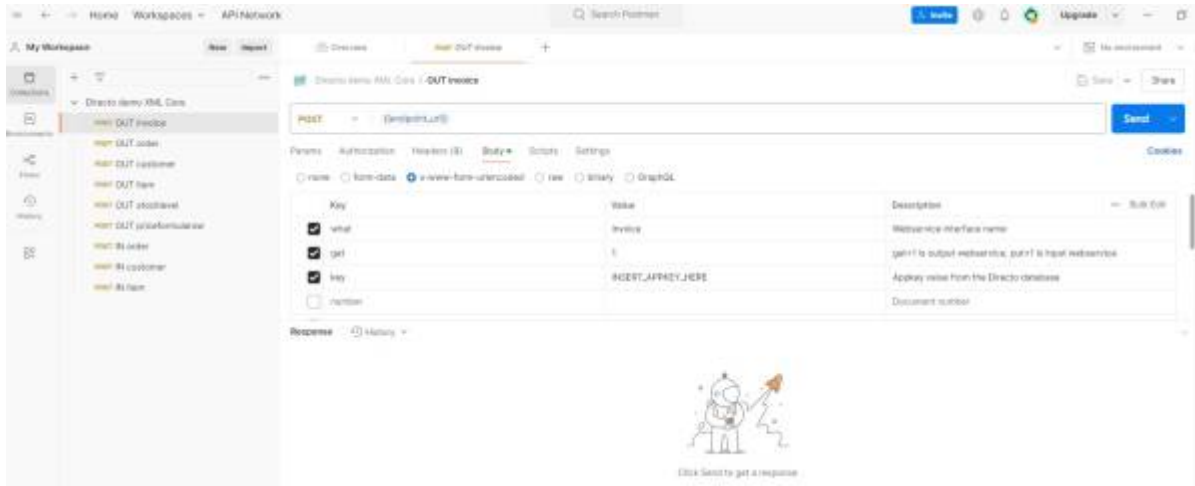 Home Workspaces API Network
Search Postman
Invite
Upgrade
My Workspace
New Import
Overview
POST OUT invoice
No environment
Collections
Environments
Flows
History
Directo demo XML Core
POST OUT invoice
POST OUT order
POST OUT customer
POST OUT item
POST OUT stocklevel
POST OUT priceformularow
POST IN order
POST IN customer
POST IN item
Directo demo XML Core / OUT invoice
Save Share
POST
Send
Params Authorization Headers (9) Body Scripts Settings
Cookies
none form-data x-www-form-urlencoded raw binary GraphQL
Key Value Description Bulk Edit
what invoice Webservice interface name
get 1 get=1 is output webservice, put=1 is input webservice
key INSERT_APPKEY_HERE Appkey value from the Directo database
number Document number
Response History
Click Send to get a response